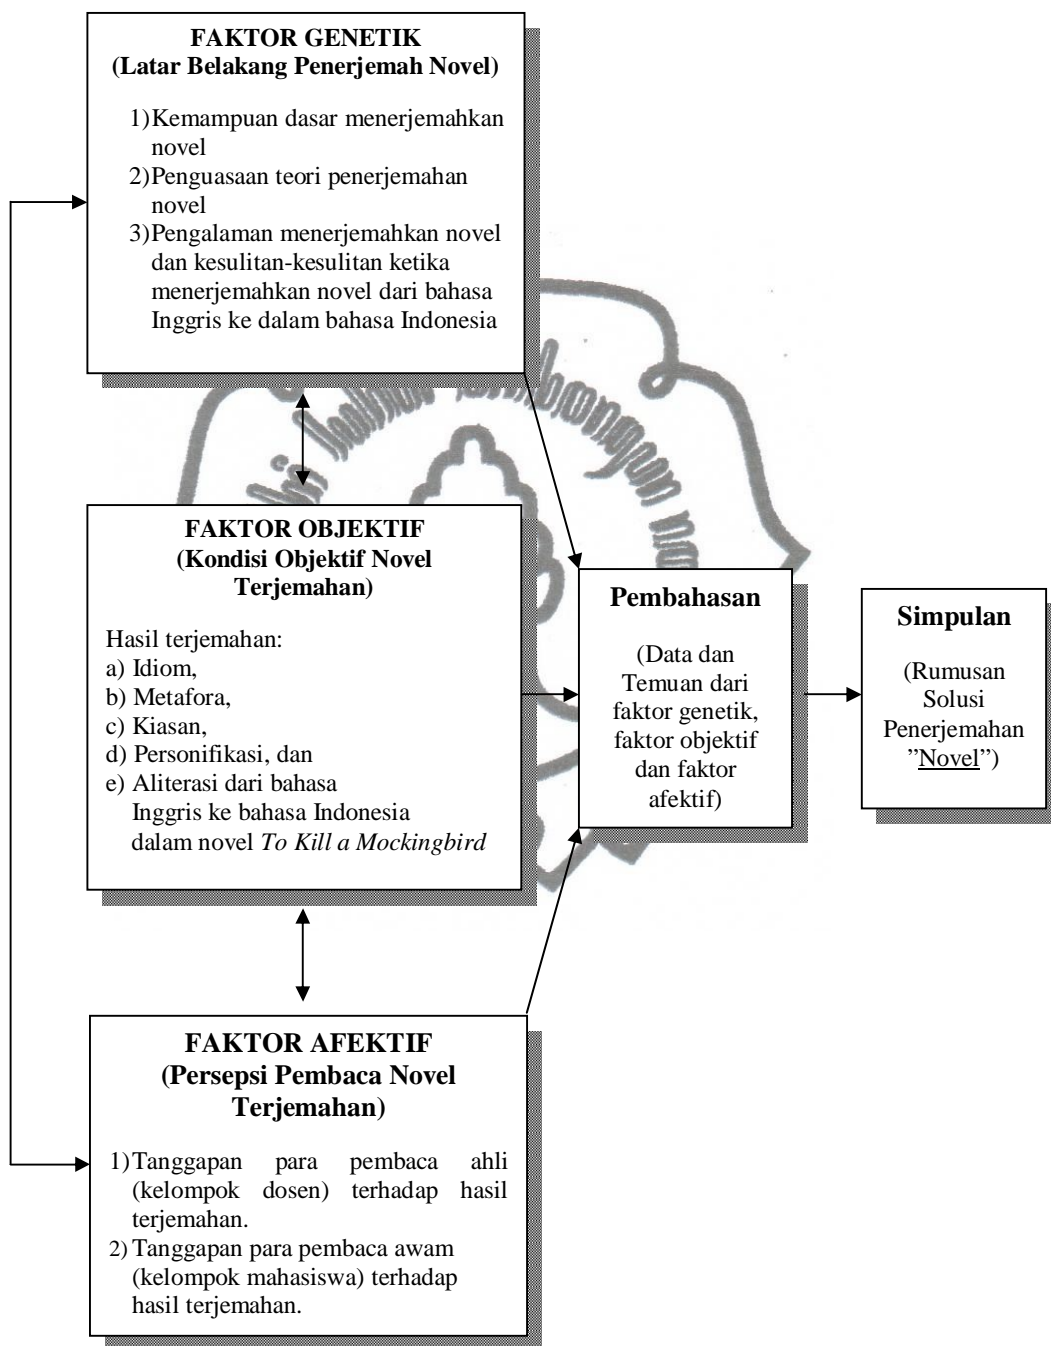 FAKTOR GENETIK
(Latar Belakang Penerjemah Novel)
1)Kemampuan dasar menerjemahkan
novel
2)Penguasaan teori penerjemahan
novel
3)Pengalaman menerjemahkan novel
dan kesulitan-kesulitan ketika
menerjemahkan novel dari bahasa
Inggris ke dalam bahasa Indonesia
FAKTOR OBJEKTIF
(Kondisi Objektif Novel
Terjemahan)
Hasil terjemahan:
a) Idiom,
b) Metafora,
c) Kiasan,
d) Personifikasi, dan
e) Aliterasi dari bahasa
Inggris ke bahasa Indonesia
dalam novel To Kill a Mockingbird
FAKTOR AFEKTIF
(Persepsi Pembaca Novel
Terjemahan)
1)Tanggapan para pembaca ahli
(kelompok dosen) terhadap hasil
terjemahan.
2) Tanggapan para pembaca awam
(kelompok mahasiswa) terhadap
hasil terjemahan.
Pembahasan
(Data dan
Temuan dari
faktor genetik,
faktor objektif
dan faktor
afektif)
Simpulan
(Rumusan
Solusi
Penerjemahan
”Novel”)